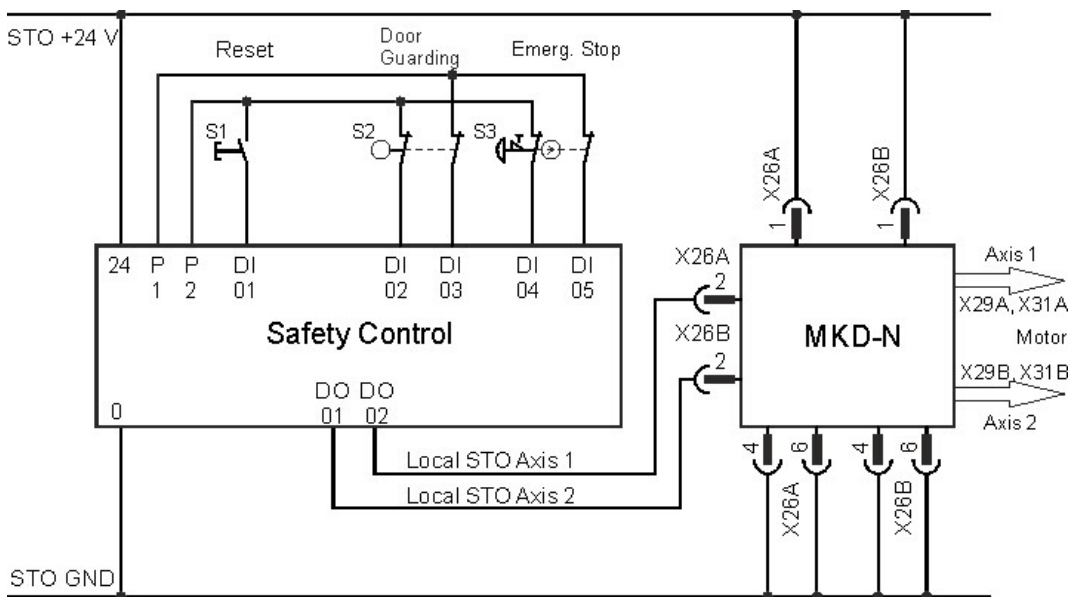 STO +24 V
Reset
Door
Guarding
Emerg. Stop
S1
S2
S3
X26A
X26B
1
1
24
P
1
P
2
DI
01
DI
02
DI
03
DI
04
DI
05
Safety Control
0
DO
01
DO
02
X26A
2
X26B
2
MKD-N
Axis 1
X29A, X31A
Motor
X29B, X31B
Axis 2
Local STO Axis 1
Local STO Axis 2
4
6
4
6
X26A
X26B
STO GND